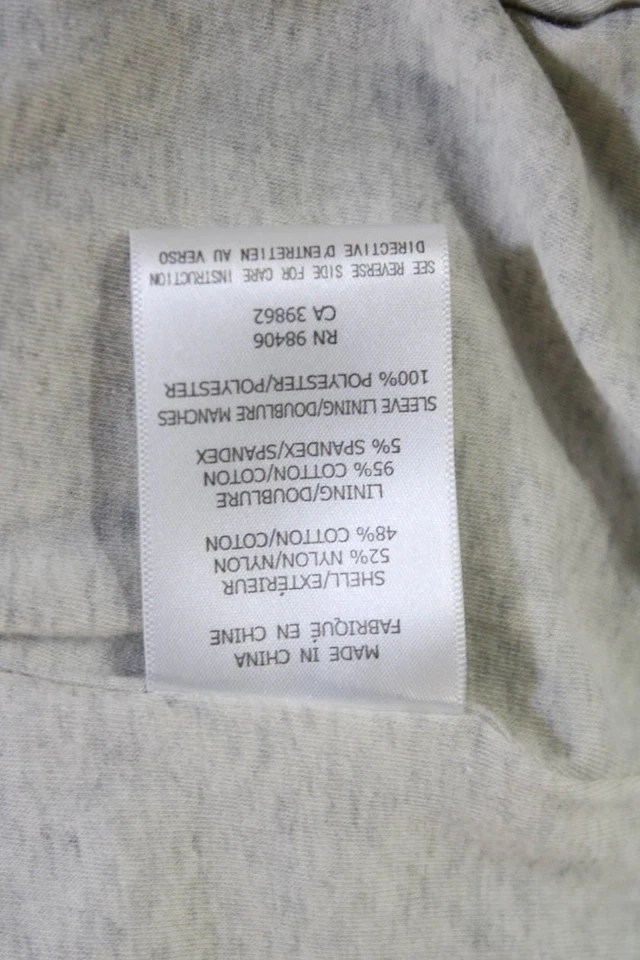 MADE IN CHINA
FABRIQUÉ EN CHINE
SHELL/EXTÉRIEUR
52% NYLON/NYLON
48% COTTON/COTON
LINING/DOUBLURE
95% COTTON/COTON
5% SPANDEX/SPANDEX
SLEEVE LINING/DOUBLURE MANCHES
100% POLYESTER/POLYESTER
RN 98406
CA 39862
SEE REVERSE SIDE FOR CARE INSTRUCTION
DIRECTIVE D'ENTRETIEN AU VERSO